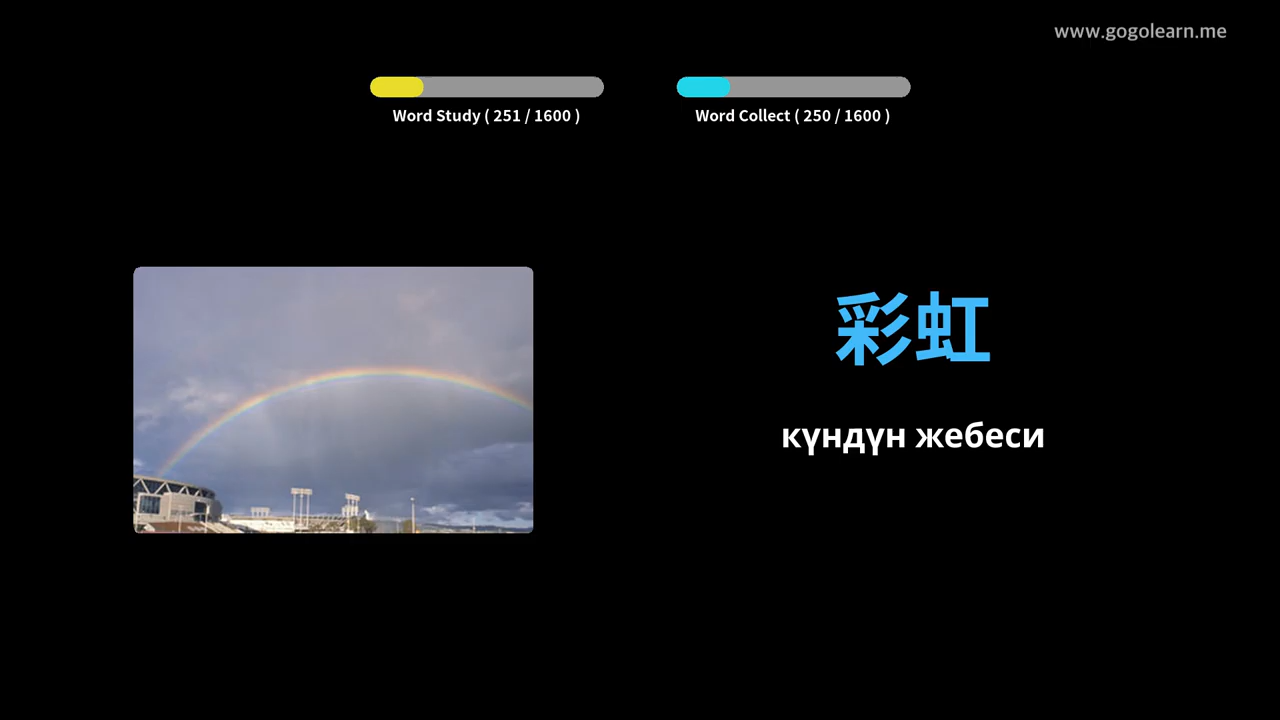 www.gogolearn.me
Word Study ( 251 / 1600 )
Word Collect ( 250 / 1600 )
彩虹
күндүн жебеси